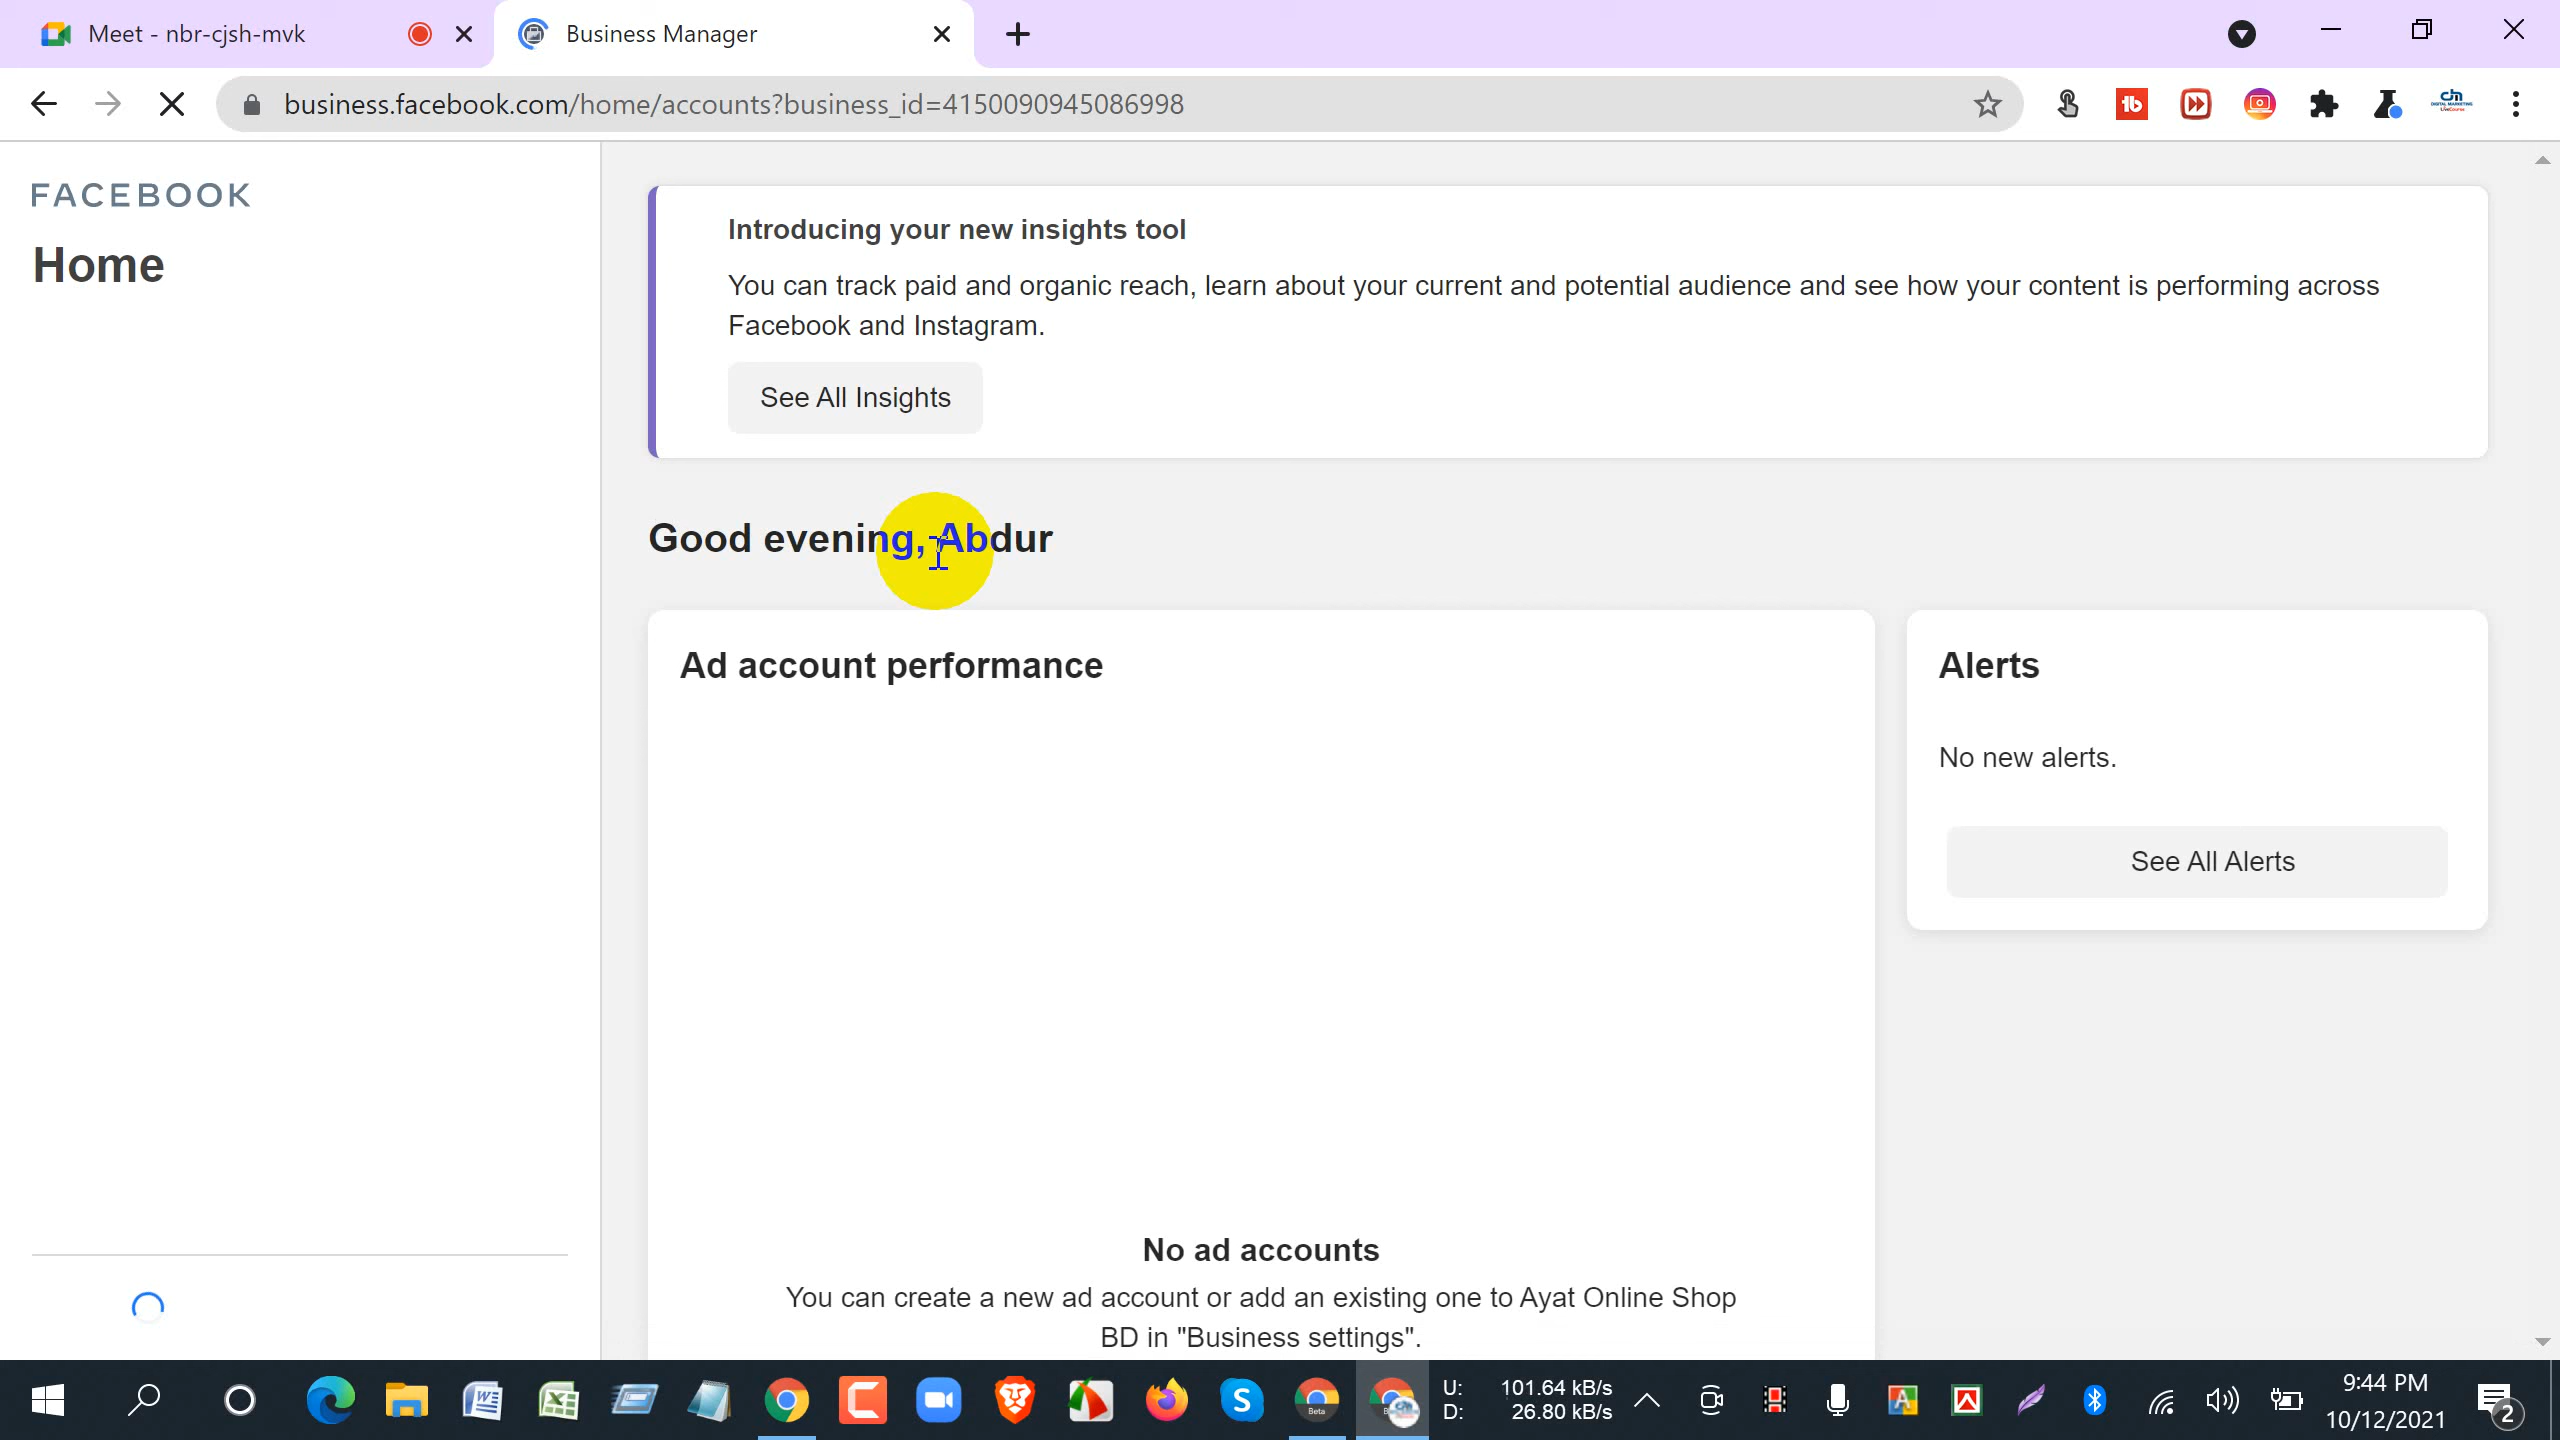 Meet - nbr-cjsh-mvk
Business Manager
business.facebook.com/home/accounts?business_id=4150090945086998
FACEBOOK
Home
Introducing your new insights tool
You can track paid and organic reach, learn about your current and potential audience and see how your content is performing across
Facebook and Instagram.
See All Insights
Good evening, Abdur
Ad account performance
No ad accounts
You can create a new ad account or add an existing one to Ayat Online Shop
BD in "Business settings".
Alerts
No new alerts.
See All Alerts
U: 101.64 kB/s
D: 26.80 kB/s
9:44 PM
10/12/2021
2
Beta